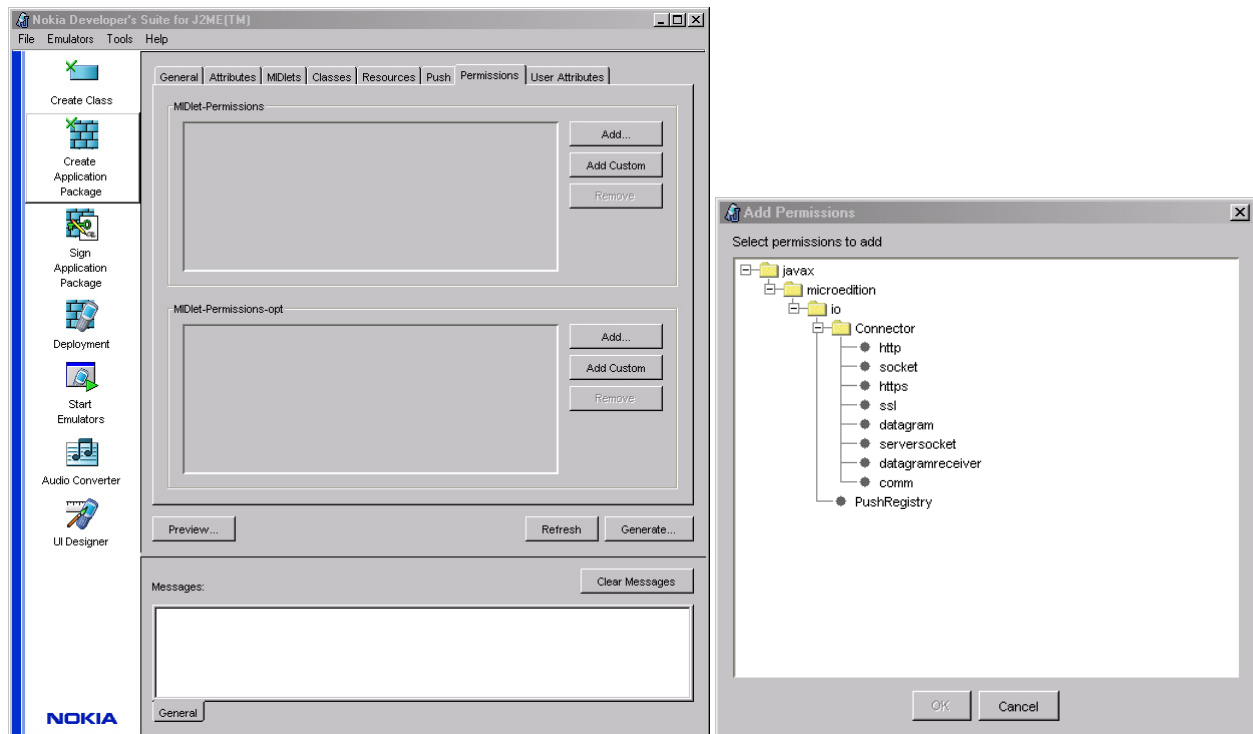 Nokia Developer's Suite for J2ME(TM)
File Emulators Tools Help
Create Class
Create
Application
Package
Sign
Application
Package
Deployment
Start
Emulators
Audio Converter
UI Designer
NOKIA
General Attributes MIDlets Classes Resources Push Permissions User Attributes
MIDlet-Permissions
Add...
Add Custom
Remove
MIDlet-Permissions-opt
Add...
Add Custom
Remove
Preview... Refresh Generate...
Messages: Clear Messages
General
Add Permissions
Select permissions to add
javax
microedition
io
Connector
http
socket
https
ssl
datagram
serversocket
datagramreceiver
comm
PushRegistry
OK Cancel